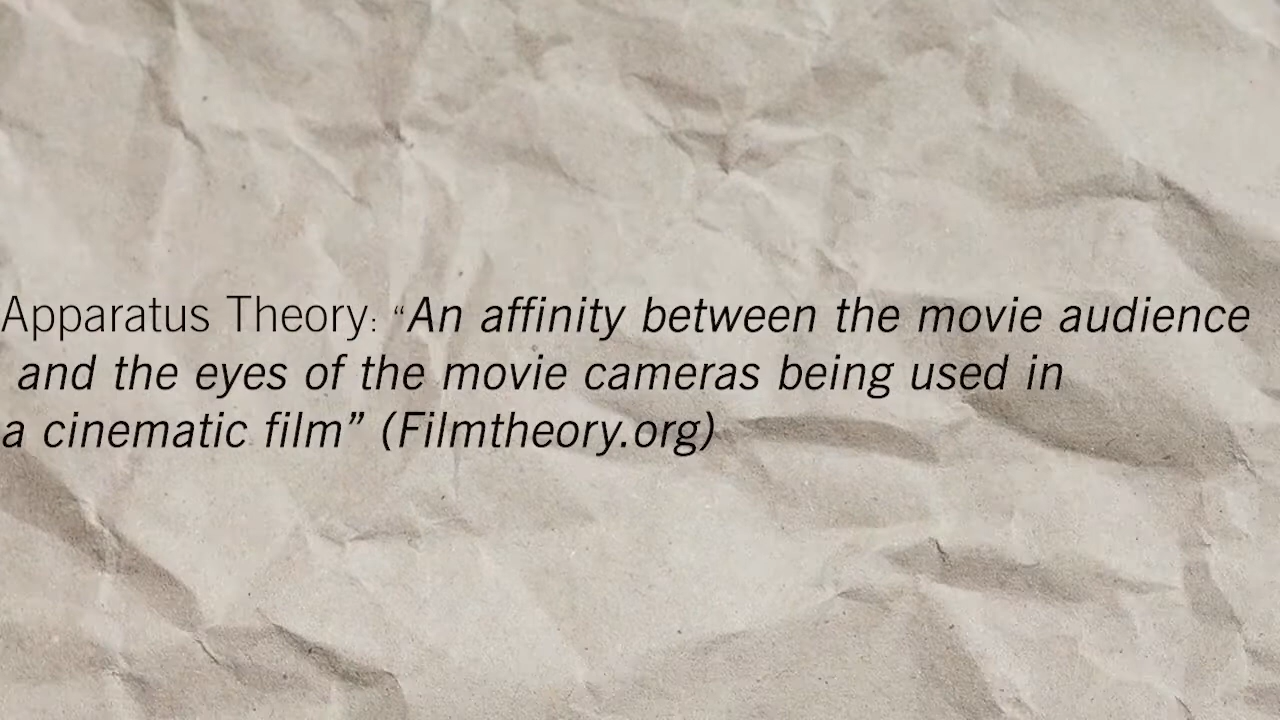 Apparatus Theory: “An affinity between the movie audience
and the eyes of the movie cameras being used in
a cinematic film” (Filmtheory.org)